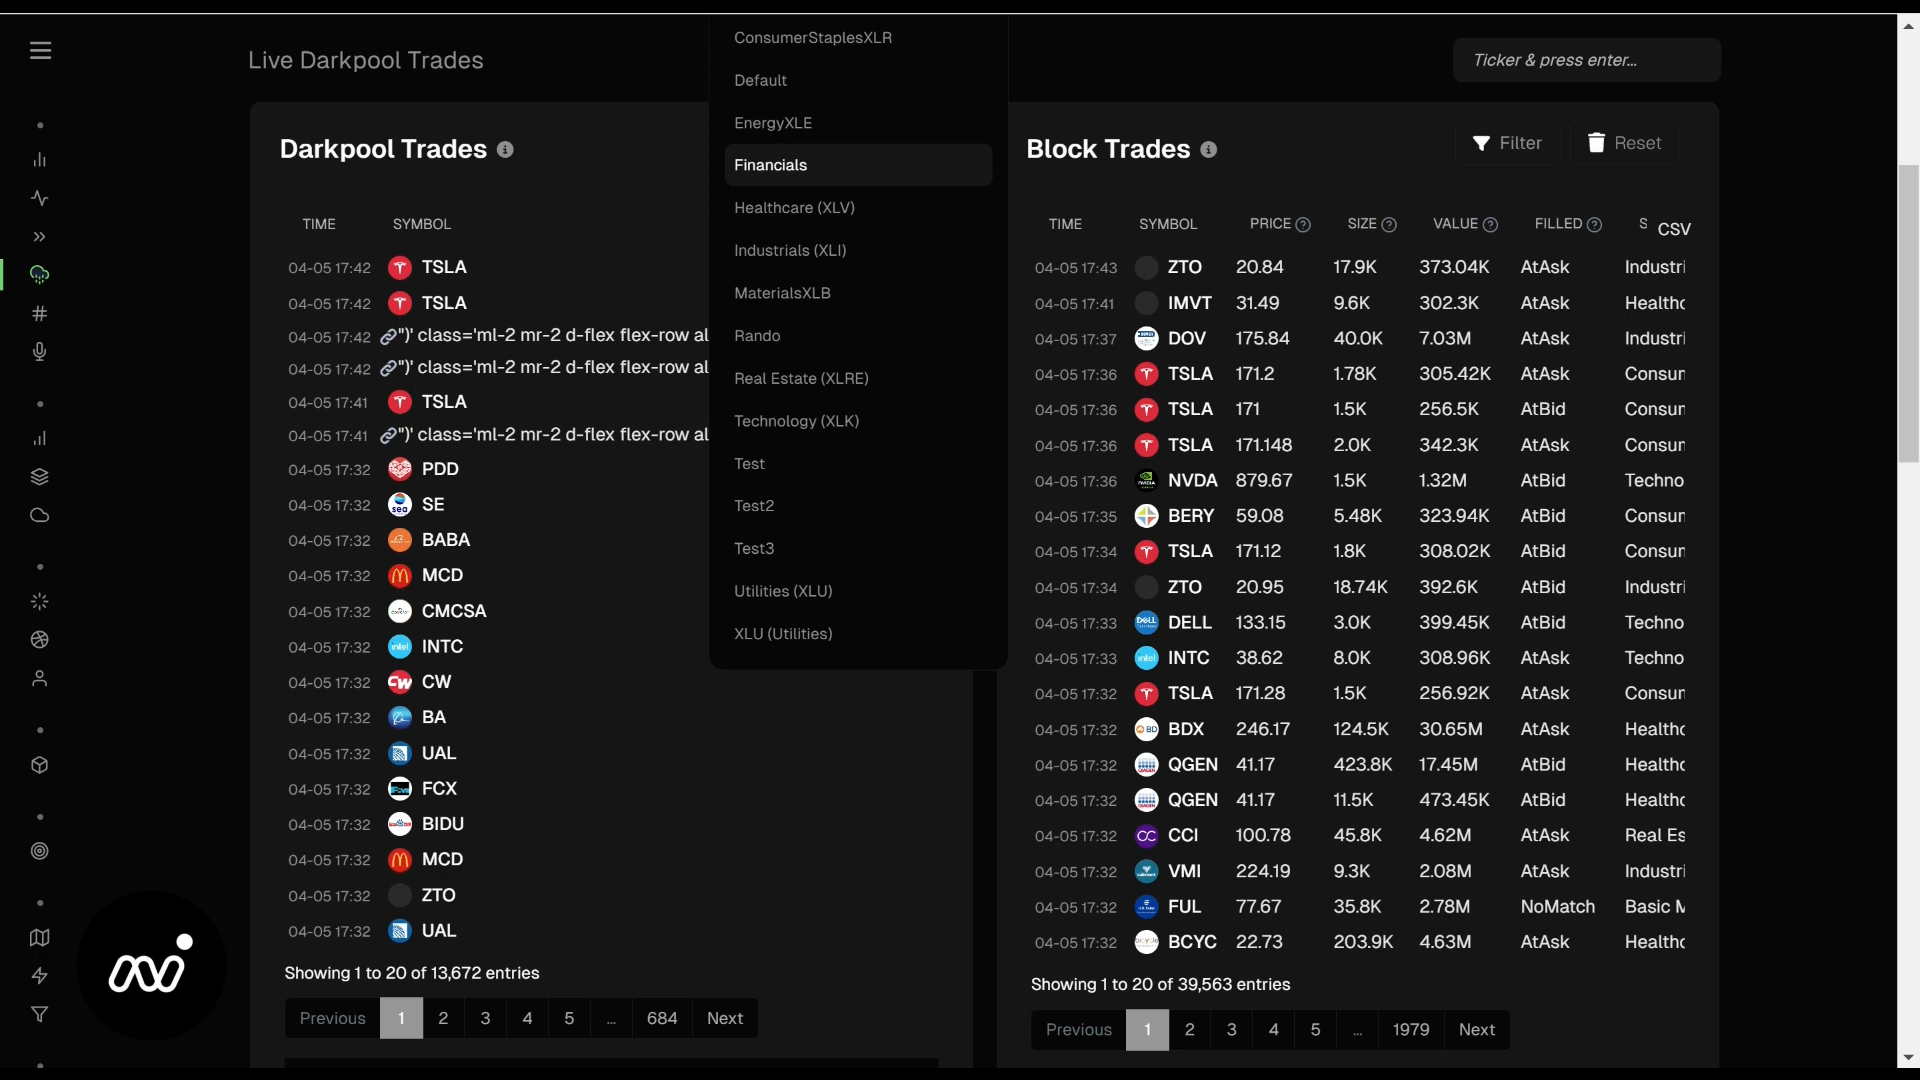 Live Darkpool Trades
Ticker & press enter...
ConsumerStaplesXLR
Default
EnergyXLE
Financials
Healthcare (XLV)
Industrials (XLI)
MaterialsXLB
Rando
Real Estate (XLRE)
Technology (XLK)
Test
Test2
Test3
Utilities (XLU)
XLU (Utilities)
Darkpool Trades
TIME SYMBOL
04-05 17:42 TSLA
04-05 17:42 TSLA
04-05 17:42 ")' class='ml-2 mr-2 d-flex flex-row al
04-05 17:42 ")' class='ml-2 mr-2 d-flex flex-row al
04-05 17:41 TSLA
04-05 17:41 ")' class='ml-2 mr-2 d-flex flex-row al
04-05 17:32 PDD
04-05 17:32 SE
04-05 17:32 BABA
04-05 17:32 MCD
04-05 17:32 CMCSA
04-05 17:32 INTC
04-05 17:32 CW
04-05 17:32 BA
04-05 17:32 UAL
04-05 17:32 FCX
04-05 17:32 BIDU
04-05 17:32 MCD
04-05 17:32 ZTO
04-05 17:32 UAL
Showing 1 to 20 of 13,672 entries
Previous 1 2 3 4 5 ... 684 Next
Block Trades
Filter Reset
TIME SYMBOL PRICE SIZE VALUE FILLED S CSV
04-05 17:43 ZTO 20.84 17.9K 373.04K AtAsk Industri
04-05 17:41 IMVT 31.49 9.6K 302.3K AtAsk Healthc
04-05 17:37 DOV 175.84 40.0K 7.03M AtAsk Industri
04-05 17:36 TSLA 171.2 1.78K 305.42K AtAsk Consun
04-05 17:36 TSLA 171 1.5K 256.5K AtBid Consun
04-05 17:36 TSLA 171.148 2.0K 342.3K AtAsk Consun
04-05 17:36 NVDA 879.67 1.5K 1.32M AtBid Techno
04-05 17:35 BERY 59.08 5.48K 323.94K AtBid Consun
04-05 17:34 TSLA 171.12 1.8K 308.02K AtBid Consun
04-05 17:34 ZTO 20.95 18.74K 392.6K AtBid Industri
04-05 17:33 DELL 133.15 3.0K 399.45K AtBid Techno
04-05 17:33 INTC 38.62 8.0K 308.96K AtAsk Techno
04-05 17:32 TSLA 171.28 1.5K 256.92K AtAsk Consun
04-05 17:32 BDX 246.17 124.5K 30.65M AtAsk Healthc
04-05 17:32 QGEN 41.17 423.8K 17.45M AtBid Healthc
04-05 17:32 QGEN 41.17 11.5K 473.45K AtBid Healthc
04-05 17:32 CCI 100.78 45.8K 4.62M AtAsk Real Es
04-05 17:32 VMI 224.19 9.3K 2.08M AtAsk Industri
04-05 17:32 FUL 77.67 35.8K 2.78M NoMatch Basic M
04-05 17:32 BCYC 22.73 203.9K 4.63M AtAsk Healthc
Showing 1 to 20 of 39,563 entries
Previous 1 2 3 4 5 ... 1979 Next